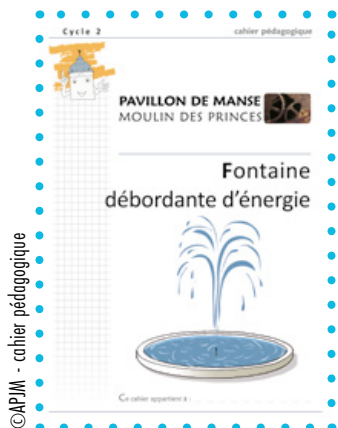 Cycle 2
cahier pédagogique
PAVILLON DE MANSE
MOULIN DES PRINCES
Fontaine
débordante d'énergie
Ce cahier appartient à :
©APJM - cahier pédagogique